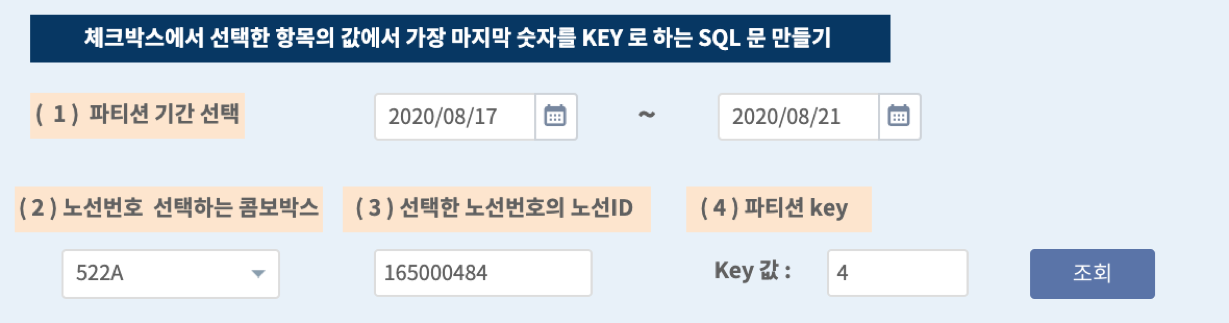 체크박스에서 선택한 항목의 값에서 가장 마지막 숫자를 KEY 로 하는 SQL 문 만들기
( 1 ) 파티션 기간 선택 2020/08/17 ~ 2020/08/21
( 2 ) 노선번호 선택하는 콤보박스 ( 3 ) 선택한 노선번호의 노선ID ( 4 ) 파티션 key
522A 165000484 Key 값 : 4 조회